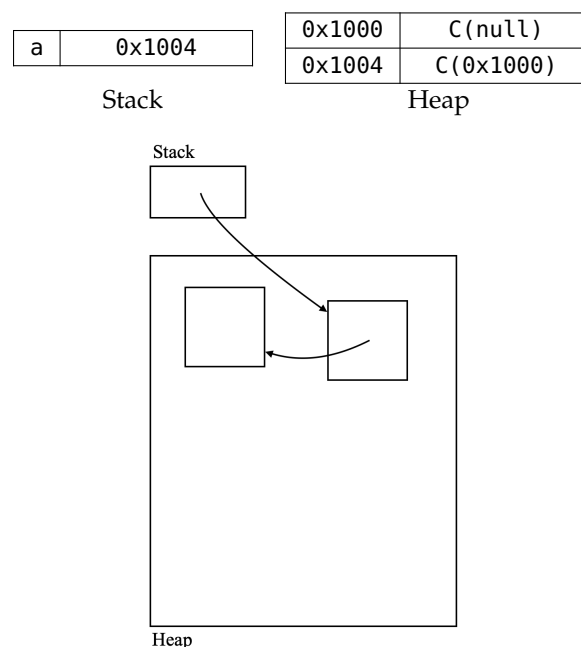 a 0x1004
Stack
0x1000 C(null)
0x1004 C(0x1000)
Heap
Stack
Heap